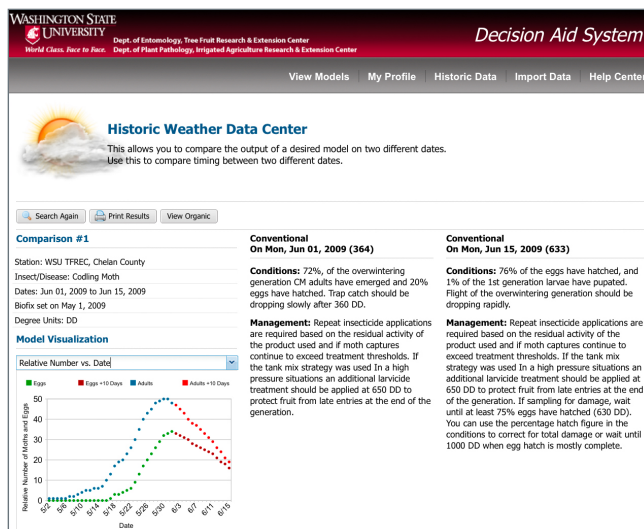 WASHINGTON STATE
UNIVERSITY
World Class. Face to Face.
Dept. of Entomology, Tree Fruit Research & Extension Center
Dept. of Plant Pathology, Irrigated Agriculture Research & Extension Center
Decision Aid System
View Models
My Profile
Historic Data
Import Data
Help Center
Historic Weather Data Center
This allows you to compare the output of a desired model on two different dates.
Use this to compare timing between two different dates.
Search Again
Print Results
View Organic
Comparison #1
Station: WSU TFREC, Chelan County
Insect/Disease: Codling Moth
Dates: Jun 01, 2009 to Jun 15, 2009
Biofix set on May 1, 2009
Degree Units: DD
Model Visualization
Relative Number vs. Date
Eggs
Eggs +10 Days
Adults
Adults +10 Days
Relative Number of Moths and Eggs
50
40
30
20
10
0
5/2
5/6
5/10
5/14
5/18
5/22
5/26
5/30
6/3
6/7
6/11
6/15
Date
Conventional
On Mon, Jun 01, 2009 (364)
Conditions: 72%, of the overwintering
generation CM adults have emerged and 20%
eggs have hatched. Trap catch should be
dropping slowly after 360 DD.
Management: Repeat insecticide applications
are required based on the residual activity of
the product used and if moth captures
continue to exceed treatment thresholds. If
the tank mix strategy was used In a high
pressure situations an additional larvicide
treatment should be applied at 650 DD to
protect fruit from late entries at the end of the
generation.
Conventional
On Mon, Jun 15, 2009 (633)
Conditions: 76% of the eggs have hatched, and
1% of the 1st generation larvae have pupated.
Flight of the overwintering generation should be
dropping rapidly.
Management: Repeat insecticide applications are
required based on the residual activity of the
product used and if moth captures continue to
exceed treatment thresholds. If the tank mix
strategy was used In a high pressure situations an
additional larvicide treatment should be applied at
650 DD to protect fruit from late entries at the end
of the generation. If sampling for damage, wait
until at least 75% eggs have hatched (630 DD).
You can use the percentage hatch figure in the
conditions to correct for total damage or wait until
1000 DD when egg hatch is mostly complete.